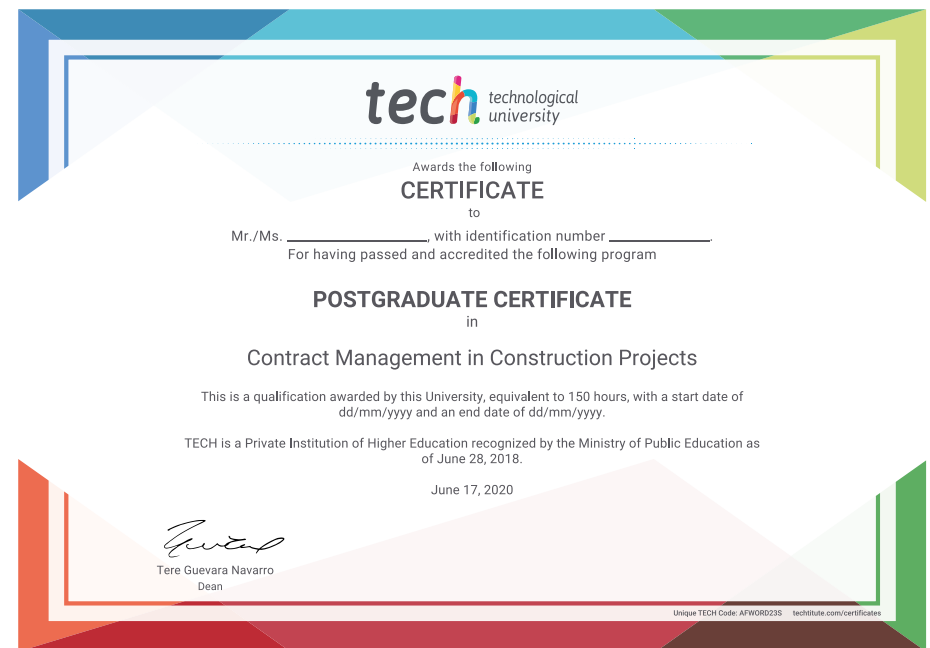 tech technological
university
Awards the following
CERTIFICATE
to
Mr./Ms. ____________________, with identification number ______________.
For having passed and accredited the following program
POSTGRADUATE CERTIFICATE
in
Contract Management in Construction Projects
This is a qualification awarded by this University, equivalent to 150 hours, with a start date of
dd/mm/yyyy and an end date of dd/mm/yyyy.
TECH is a Private Institution of Higher Education recognized by the Ministry of Public Education as
of June 28, 2018.
June 17, 2020
Tere Guevara Navarro
Dean
Unique TECH Code: AFWORD23S techtitute.com/certificates